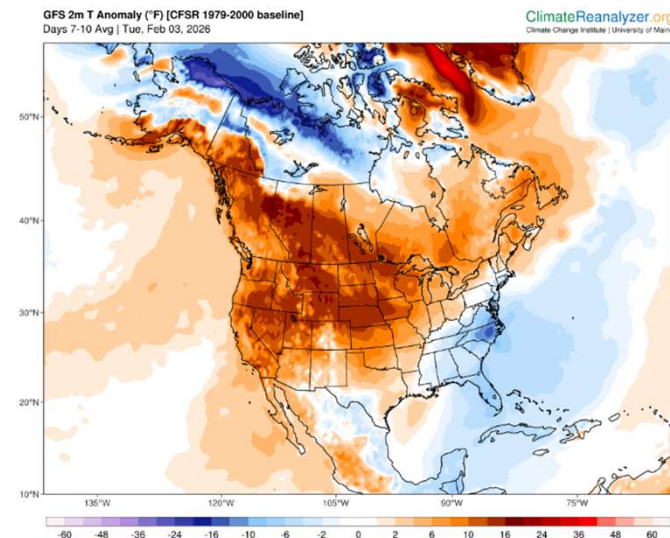 GFS 2m T Anomaly (°F) [CFSR 1979-2000 baseline]
Days 7-10 Avg | Tue, Feb 03, 2026
ClimateReanalyzer.org
Climate Change Institute | University of Maine
50°N
40°N
30°N
20°N
10°N
135°W 120°W 105°W 90°W 75°W
-60 -48 -36 -24 -16 -10 -6 -2 0 2 6 10 16 24 36 48 60